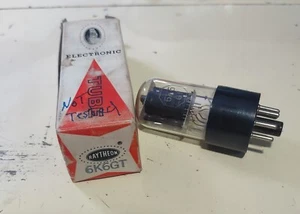 ELECTRONIC
TUBE
NOT
Tested
RAYTHEON
6K6GT